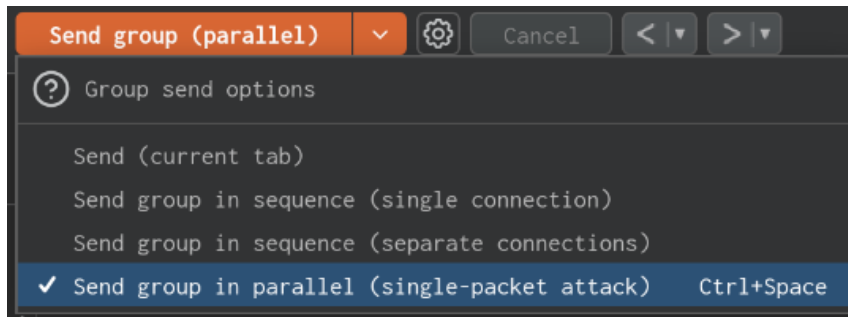 Send group (parallel) Cancel < >
? Group send options
Send (current tab)
Send group in sequence (single connection)
Send group in sequence (separate connections)
Send group in parallel (single-packet attack) Ctrl+Space